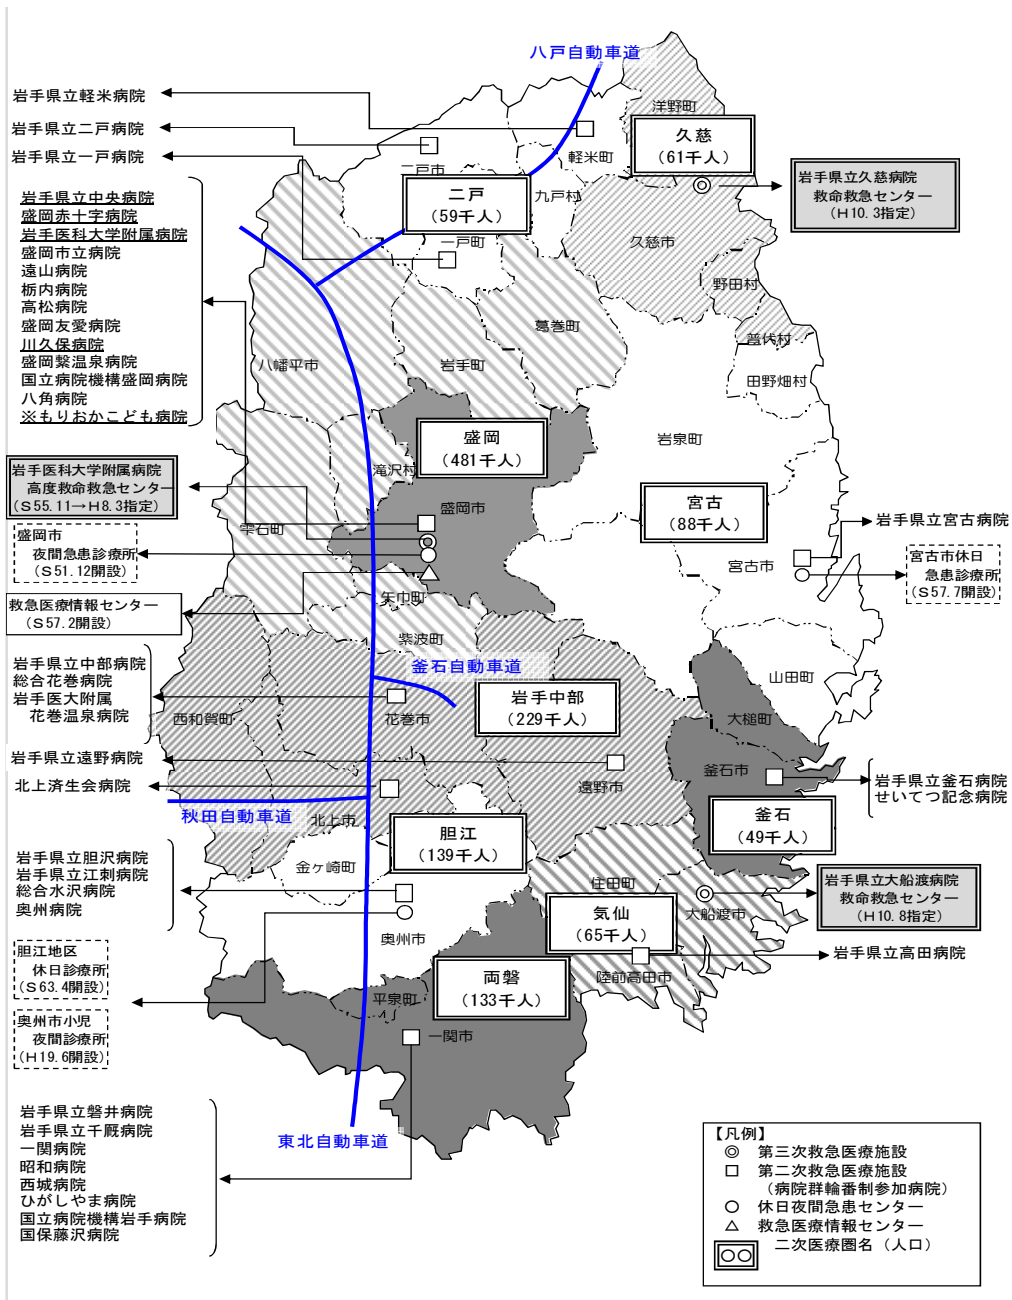 八戸自動車道
岩手県立軽米病院
岩手県立二戸病院
岩手県立一戸病院
岩手県立中央病院
盛岡赤十字病院
岩手医科大学附属病院
盛岡市立病院
遠山病院
栃内病院
高松病院
盛岡友愛病院
川久保病院
盛岡繋温泉病院
国立病院機構盛岡病院
八角病院
※もりおかこども病院
岩手医科大学附属病院
高度救命救急センター
(S55.11→H8.3指定)
盛岡市
夜間急患診療所
(S51.12開設)
救急医療情報センター
(S57.2開設)
岩手県立中部病院
総合花巻病院
岩手医大附属
花巻温泉病院
岩手県立遠野病院
北上済生会病院
秋田自動車道
岩手県立胆沢病院
岩手県立江刺病院
総合水沢病院
奥州病院
胆江地区
休日診療所
(S63.4開設)
奥州市小児
夜間診療所
(H19.6開設)
岩手県立磐井病院
岩手県立千厩病院
一関病院
昭和病院
西城病院
ひがしやま病院
国立病院機構岩手病院
国保藤沢病院
東北自動車道
釜石自動車道
洋野町
久慈
(61千人)
軽米町
二戸市
九戸村
二戸
(59千人)
一戸町
久慈市
野田村
普代村
田野畑村
葛巻町
岩手町
八幡平市
岩泉町
盛岡
(481千人)
滝沢村
盛岡市
雫石町
宮古
(88千人)
宮古市
矢巾町
紫波町
山田町
大槌町
岩手中部
(229千人)
西和賀町
花巻市
遠野市
釜石市
釜石
(49千人)
北上市
胆江
(139千人)
金ヶ崎町
住田町
大船渡市
気仙
(65千人)
奥州市
陸前高田市
両磐
(133千人)
平泉町
一関市
岩手県立久慈病院
救命救急センター
(H10.3指定)
岩手県立宮古病院
宮古市休日
急患診療所
(S57.7開設)
岩手県立釜石病院
せいてつ記念病院
岩手県立大船渡病院
救命救急センター
(H10.8指定)
岩手県立高田病院
【凡例】
◎ 第三次救急医療施設
□ 第二次救急医療施設
(病院群輪番制参加病院)
○ 休日夜間急患センター
△ 救急医療情報センター
○○ 二次医療圏名(人口)